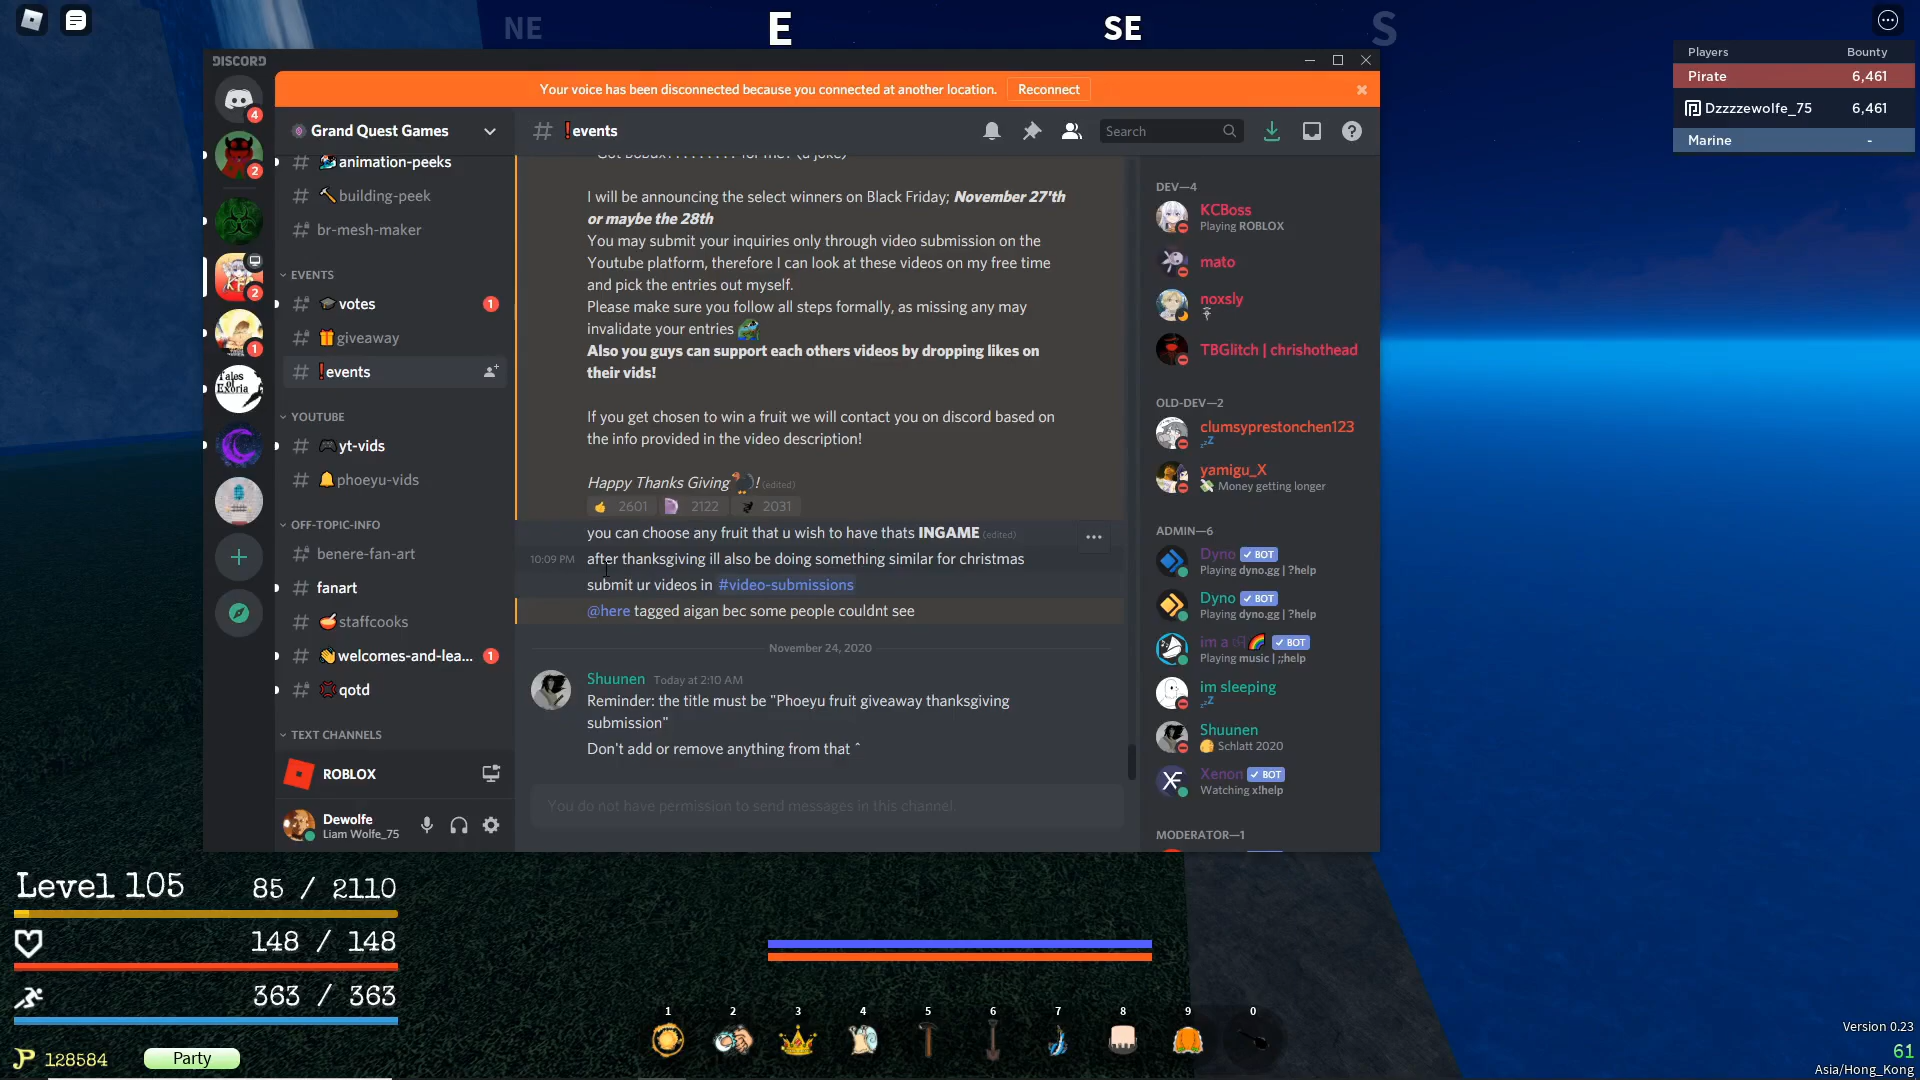 NE E SE S
Players Bounty
Pirate 6,461
Dzzzzewolfe_75 6,461
Marine -
DISCORD
Your voice has been disconnected because you connected at another location. Reconnect
Grand Quest Games
# ❗events
Search
4
2
2
1
Tales of Exoria
# animation-peeks
# building-peek
# br-mesh-maker
EVENTS
# votes 1
# giveaway
# ❗events
YOUTUBE
# yt-vids
# phoeyu-vids
OFF-TOPIC-INFO
# benere-fan-art
# fanart
# staffcooks
# welcomes-and-lea... 1
# qotd
TEXT CHANNELS
ROBLOX
Dewolfe
Liam Wolfe_75
I will be announcing the select winners on Black Friday; November 27'th
or maybe the 28th
You may submit your inquiries only through video submission on the
Youtube platform, therefore I can look at these videos on my free time
and pick the entries out myself.
Please make sure you follow all steps formally, as missing any may
invalidate your entries
Also you guys can support each others videos by dropping likes on
their vids!
If you get chosen to win a fruit we will contact you on discord based on
the info provided in the video description!
Happy Thanks Giving ! (edited)
2601 2122 2031
you can choose any fruit that u wish to have thats INGAME (edited)
10:09 PM after thanksgiving ill also be doing something similar for christmas
submit ur videos in #video-submissions
@here tagged aigan bec some people couldnt see
November 24, 2020
Shuunen Today at 2:10 AM
Reminder: the title must be "Phoeyu fruit giveaway thanksgiving
submission"
Don't add or remove anything from that ^
You do not have permission to send messages in this channel.
DEV—4
KCBoss
Playing ROBLOX
mato
noxsly
TBGlitch | chrishothead
OLD-DEV—2
clumsyprestonchen123
yamigu_X
Money getting longer
ADMIN—6
Dyno ✓ BOT
Playing dyno.gg | ?help
Dyno ✓ BOT
Playing dyno.gg | ?help
im a ✓ BOT
Playing music | ;;help
im sleeping
Shuunen
Schlatt 2020
Xenon ✓ BOT
Watching x!help
MODERATOR—1
Level 105 85 / 2110
148 / 148
363 / 363
128584
Party
1 2 3 4 5 6 7 8 9 0
Version 0.23
61
Asia/Hong_Kong